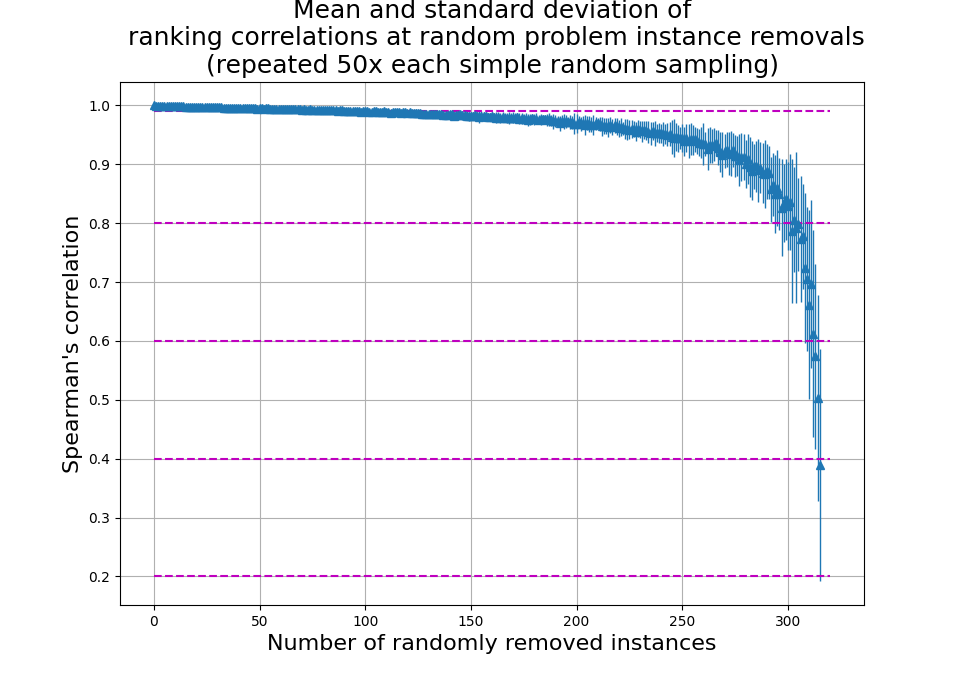 Mean and standard deviation of
ranking correlations at random problem instance removals
(repeated 50x each simple random sampling)
1.0
0.9
0.8
0.7
0.6
0.5
0.4
0.3
0.2
Spearman's correlation
0 50 100 150 200 250 300
Number of randomly removed instances